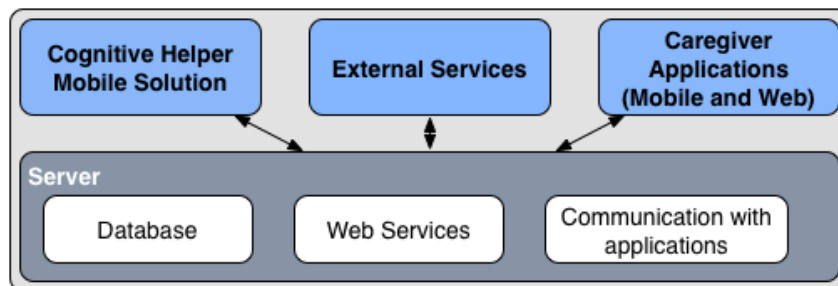 Cognitive Helper
Mobile Solution
External Services
Caregiver
Applications
(Mobile and Web)
Server
Database
Web Services
Communication with
applications